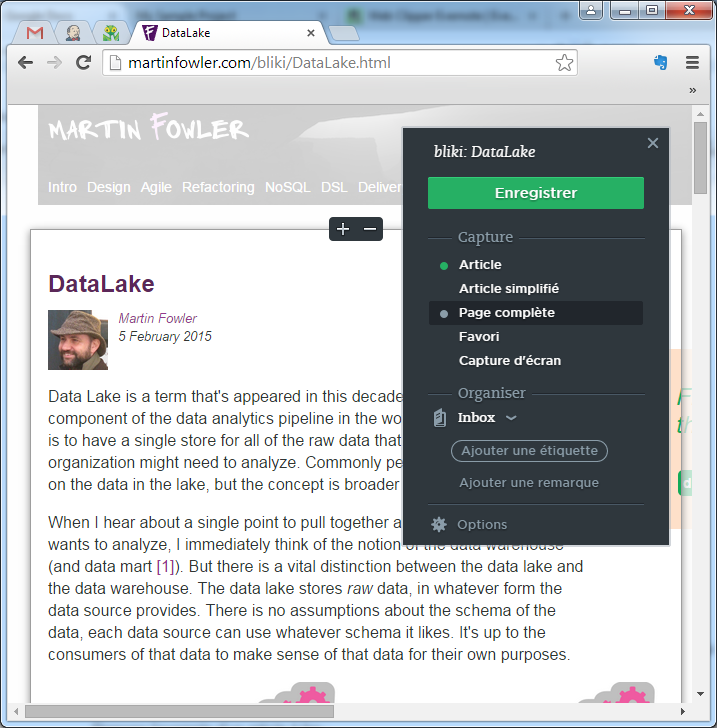 DataLake
martinfowler.com/bliki/DataLake.html
»
MARTIN FOWLER
Intro Design Agile Refactoring NoSQL DSL Deliver
bliki: DataLake
Enregistrer
Capture
Article
Article simplifié
Page complète
Favori
Capture d'écran
Organiser
Inbox
Ajouter une étiquette
Ajouter une remarque
Options
DataLake
Martin Fowler
5 February 2015
Data Lake is a term that's appeared in this decade
component of the data analytics pipeline in the wo
is to have a single store for all of the raw data that
organization might need to analyze. Commonly pe
on the data in the lake, but the concept is broader
When I hear about a single point to pull together a
wants to analyze, I immediately think of the notion of the data warehouse
(and data mart [1]). But there is a vital distinction between the data lake and
the data warehouse. The data lake stores raw data, in whatever form the
data source provides. There is no assumptions about the schema of the
data, each data source can use whatever schema it likes. It's up to the
consumers of that data to make sense of that data for their own purposes.